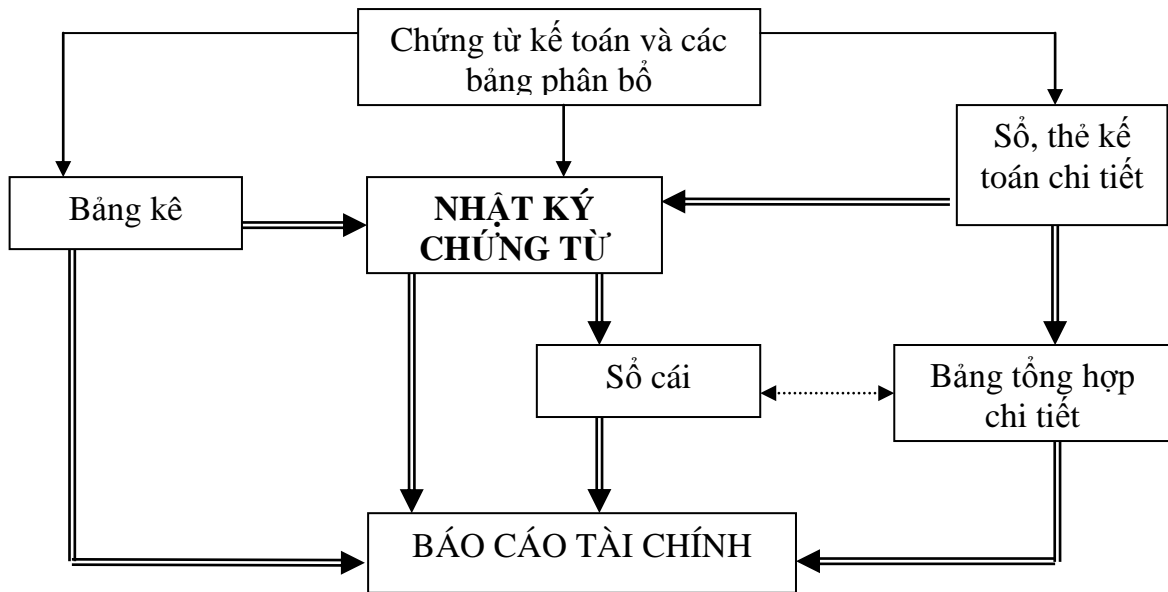 Chứng từ kế toán và các
bảng phân bổ
Sổ, thẻ kế
toán chi tiết
Bảng kê
NHẬT KÝ
CHỨNG TỪ
Sổ cái
Bảng tổng hợp
chi tiết
BÁO CÁO TÀI CHÍNH